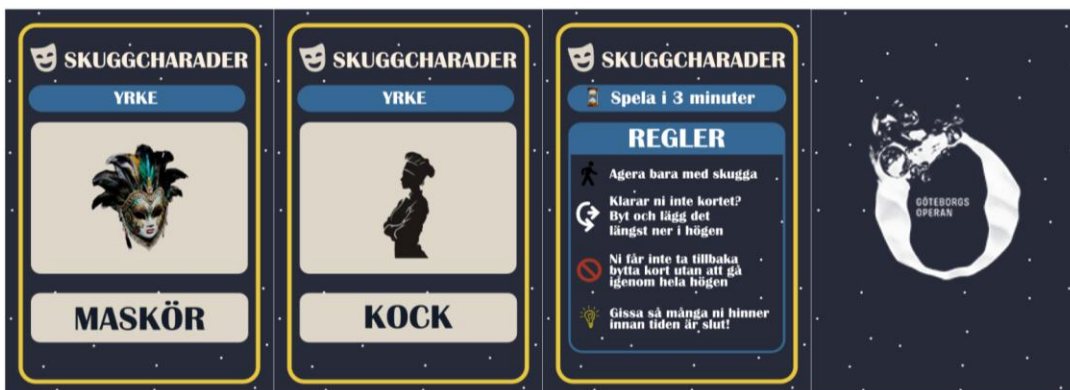 SKUGGCHARADER
YRKE
MASKÖR
SKUGGCHARADER
YRKE
KOCK
SKUGGCHARADER
Spela i 3 minuter
REGLER
Agera bara med skugga
Klarar ni inte kortet?
Byt och lägg det
längst ner i högen
Ni får inte ta tillbaka
bytta kort utan att gå
igenom hela högen
Gissa så många ni hinner
innan tiden är slut!
GÖTEBORGS
OPERAN